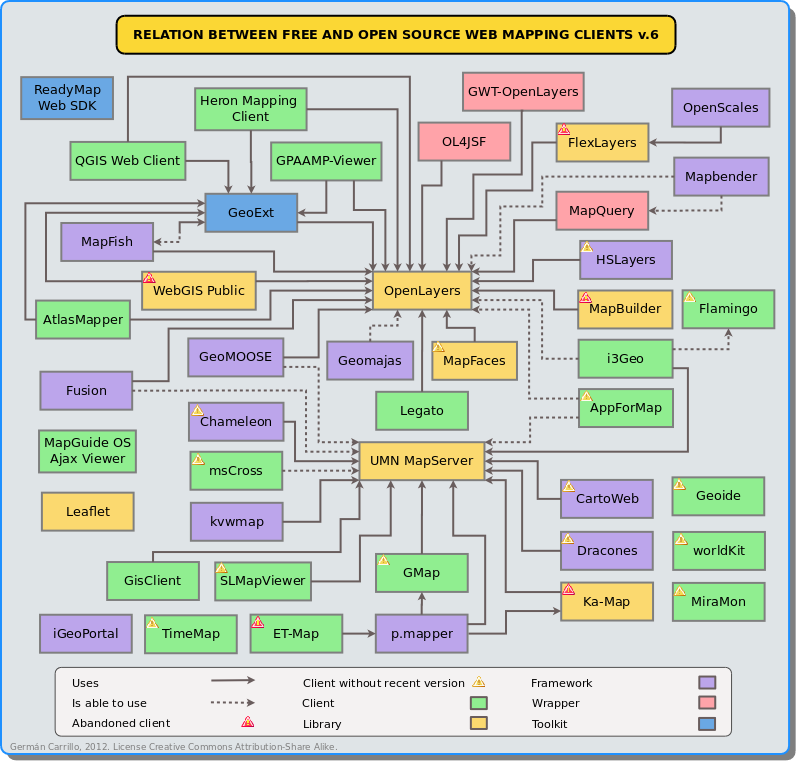 RELATION BETWEEN FREE AND OPEN SOURCE WEB MAPPING CLIENTS v.6
ReadyMap
Web SDK
Heron Mapping
Client
GWT-OpenLayers
OpenScales
QGIS Web Client
GPAAMP-Viewer
OL4JSF
FlexLayers
Mapbender
GeoExt
MapQuery
MapFish
HSLayers
WebGIS Public
OpenLayers
MapBuilder
Flamingo
AtlasMapper
GeoMOOSE
Geomajas
MapFaces
i3Geo
Fusion
Legato
AppForMap
Chameleon
MapGuide OS
Ajax Viewer
msCross
UMN MapServer
Leaflet
kvwmap
CartoWeb
Geoide
GisClient
SLMapViewer
GMap
Dracones
worldKit
Ka-Map
MiraMon
iGeoPortal
TimeMap
ET-Map
p.mapper
Uses
Client without recent version
Framework
Is able to use
Client
Wrapper
Abandoned client
Library
Toolkit
Germán Carrillo, 2012. License Creative Commons Attribution-Share Alike.